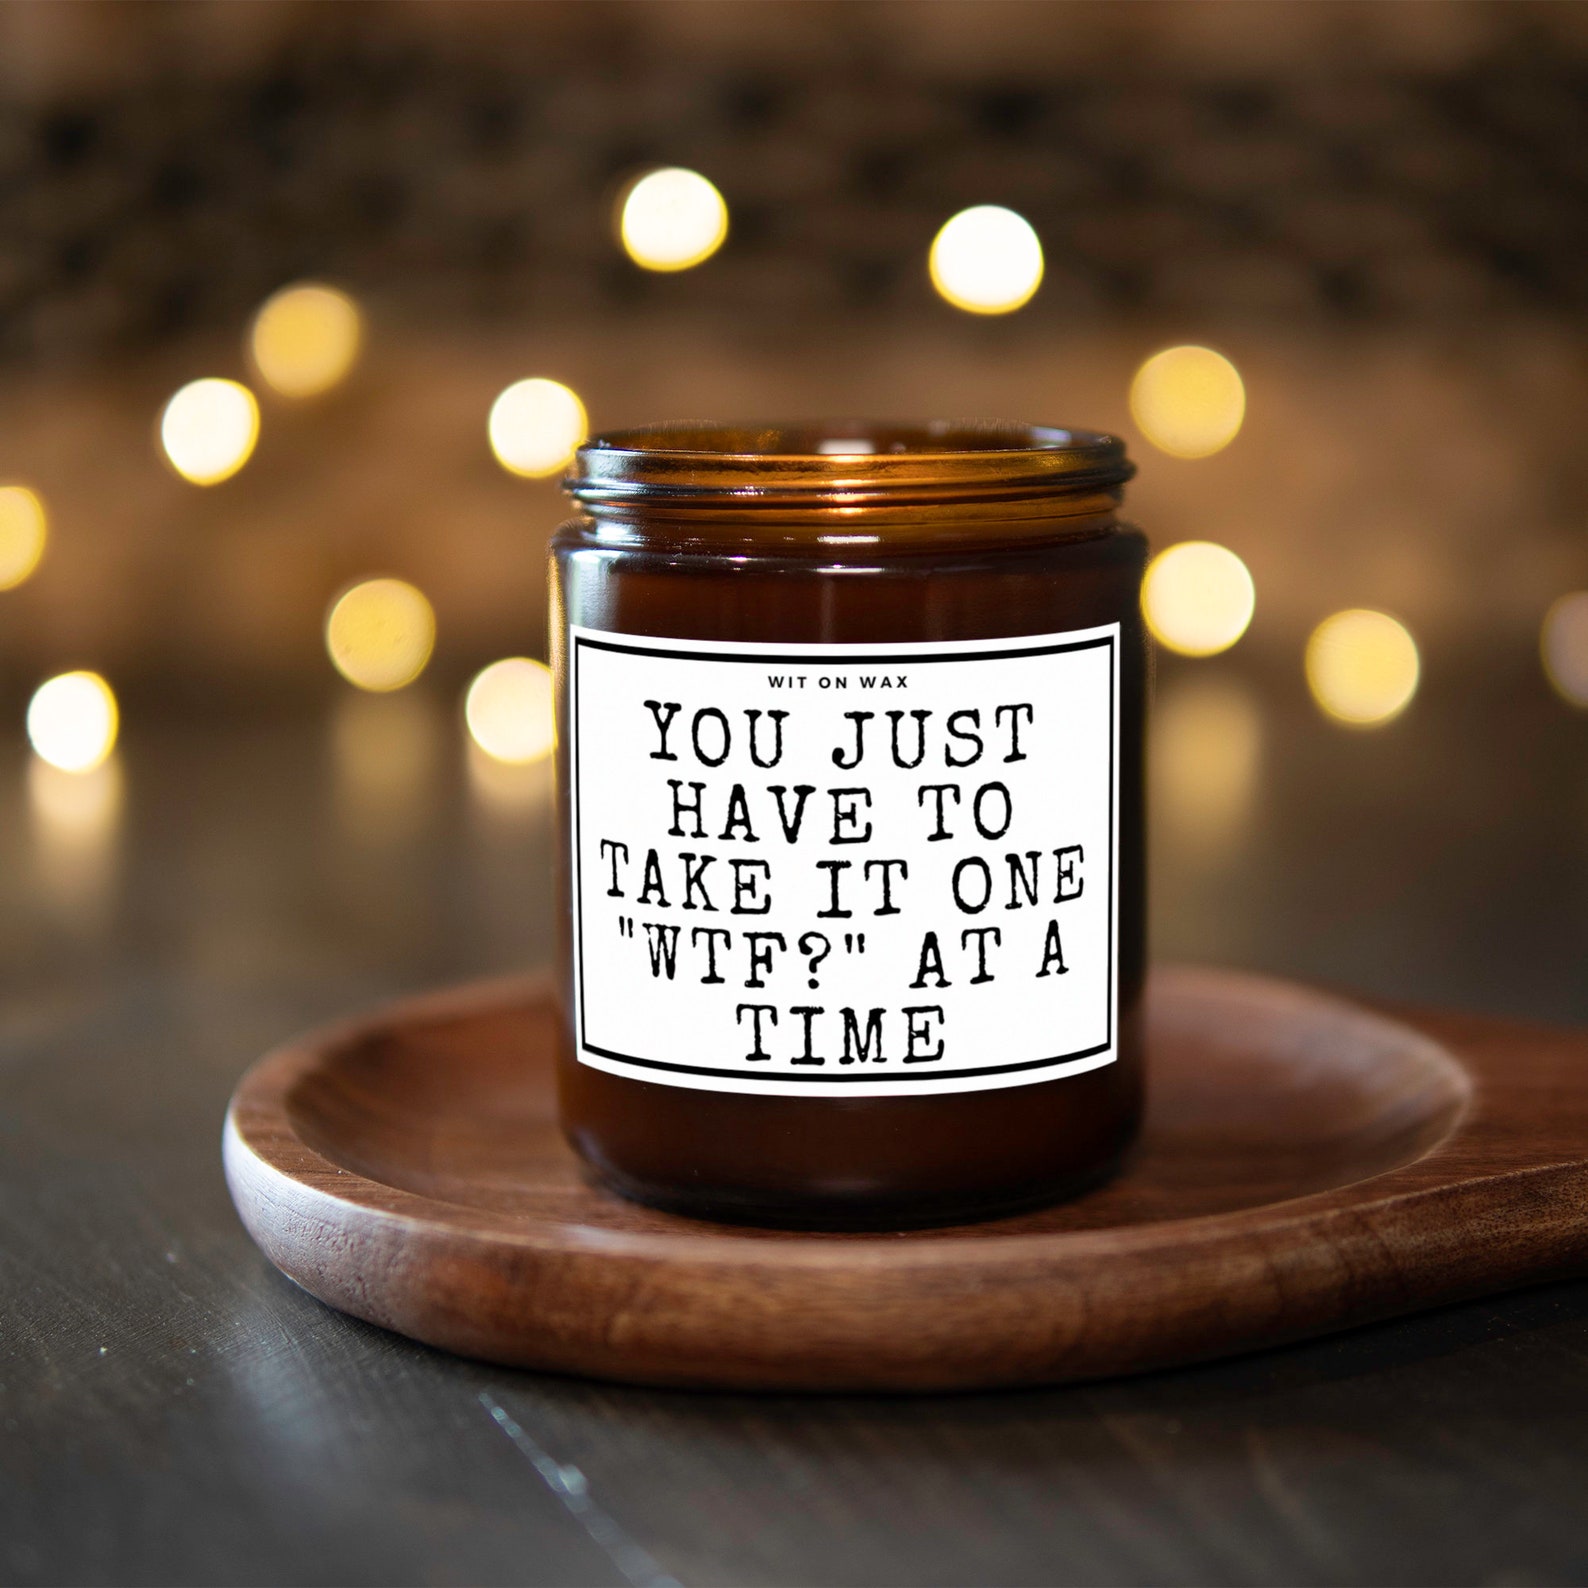 WIT ON WAX
YOU JUST
HAVE TO
TAKE IT ONE
"WTF?" AT A
TIME